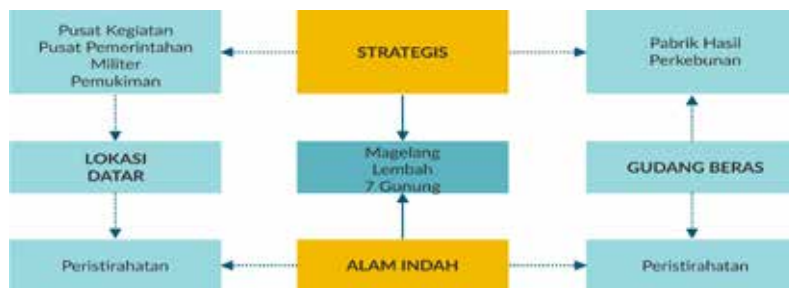 Pusat Kegiatan
Pusat Pemerintahan
Militer
Pemukiman
STRATEGIS
Pabrik Hasil
Perkebunan
LOKASI
DATAR
Magelang
Lembah
7 Gunung
GUDANG BERAS
Peristirahatan
ALAM INDAH
Peristirahatan